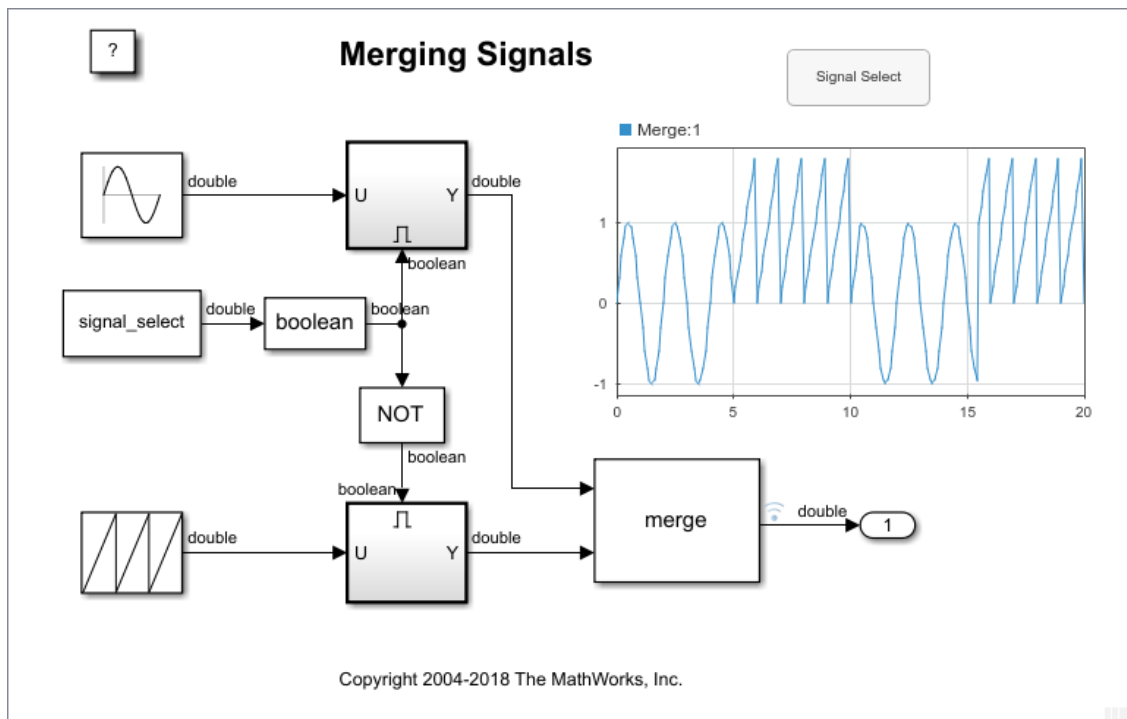 ?
Merging Signals
Signal Select
Merge:1
double
U
Y
double
boolean
signal_select
double
boolean
boolean
1
0
-1
0
5
10
15
20
NOT
boolean
boolean
double
U
Y
double
merge
double
1
Copyright 2004-2018 The MathWorks, Inc.